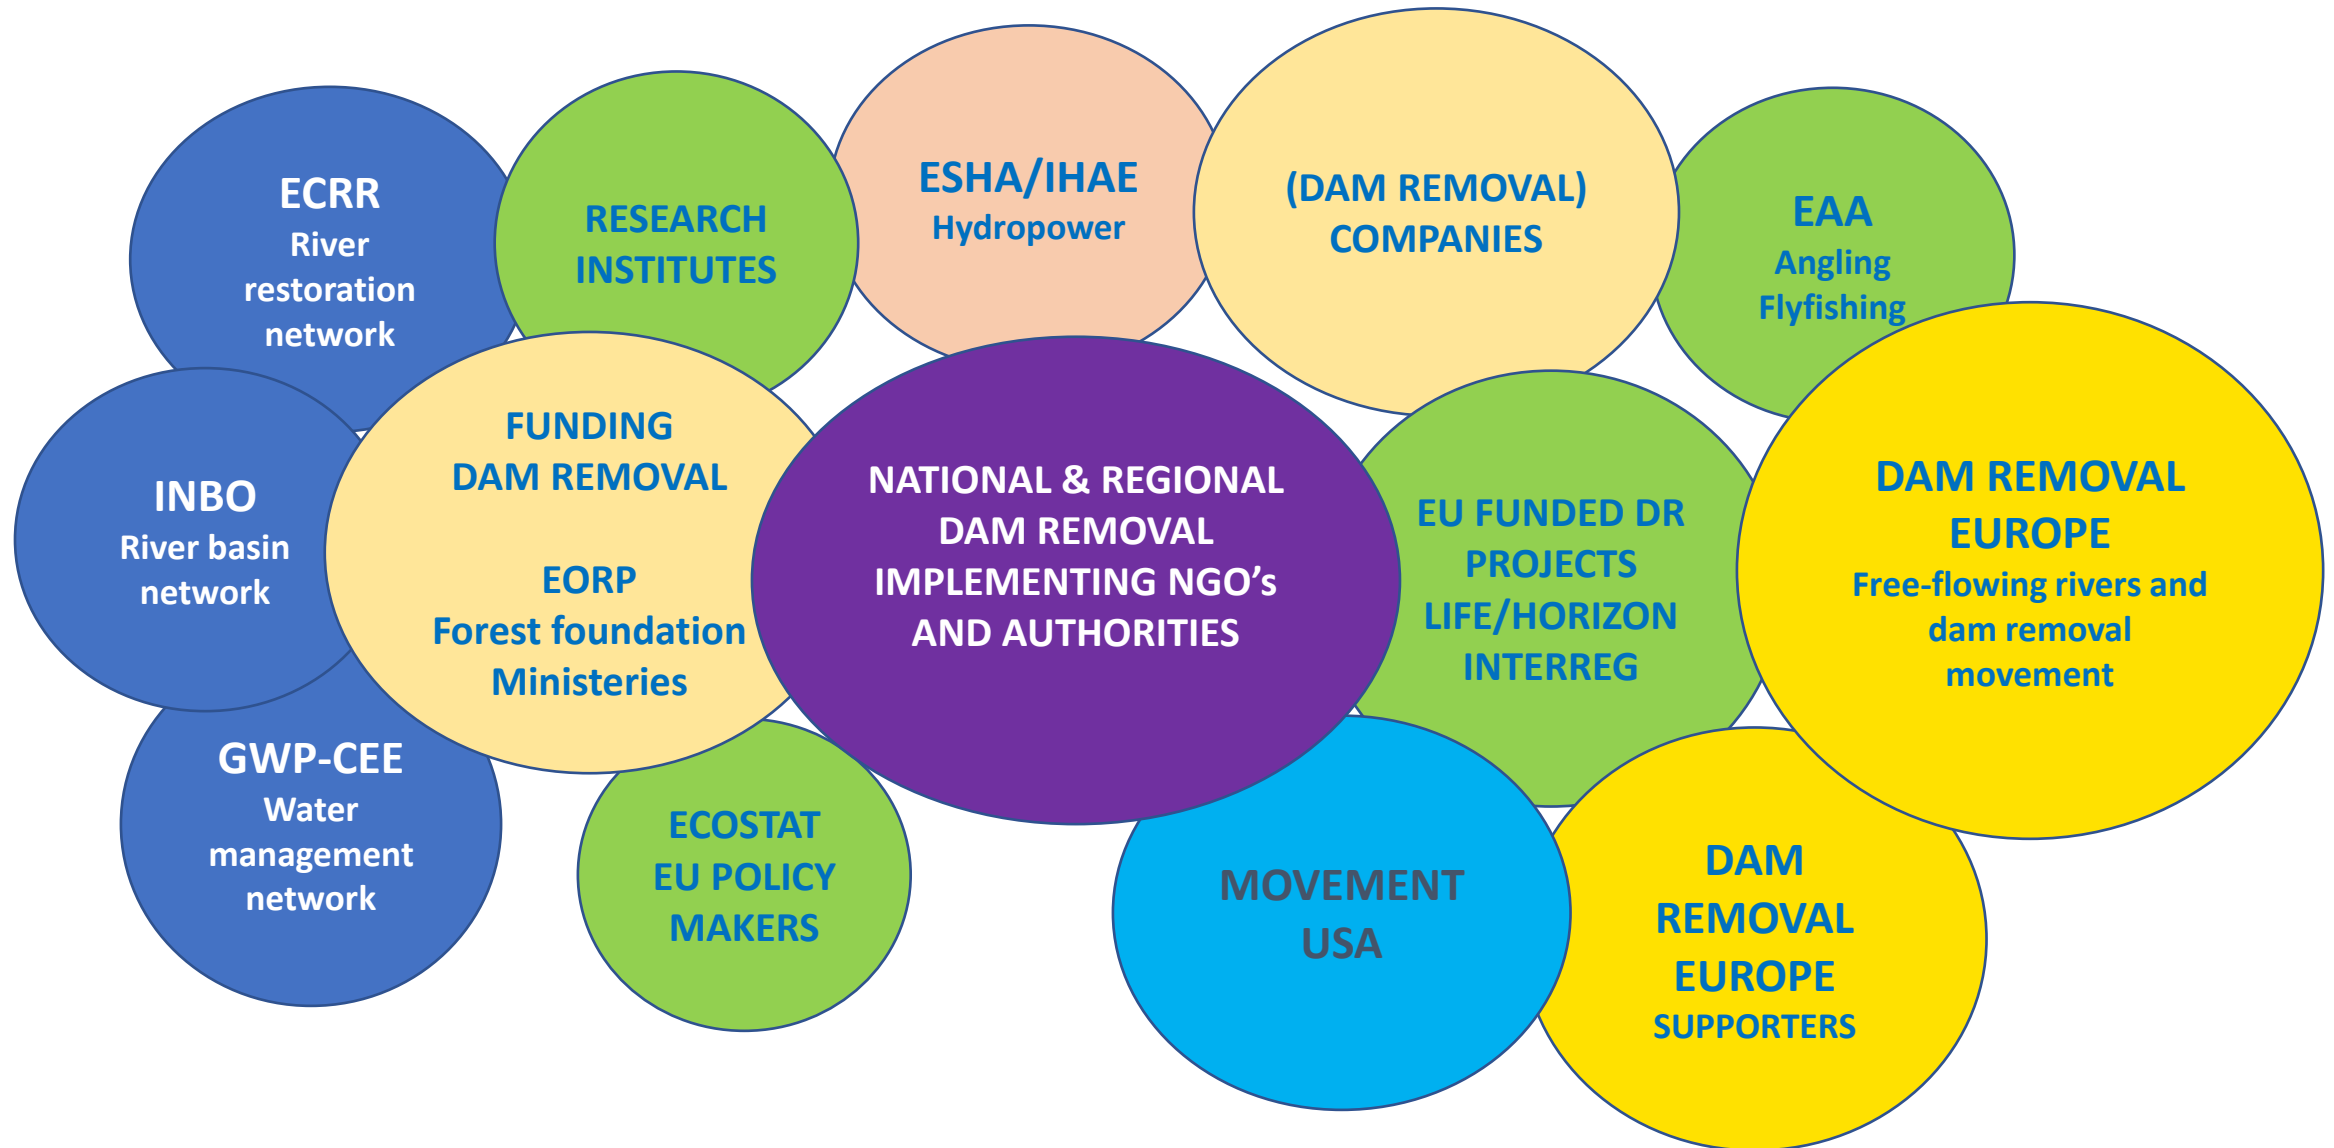 ECRR
River
restoration
network
RESEARCH
INSTITUTES
ESHA/IHAE
Hydropower
(DAM REMOVAL)
COMPANIES
EAA
Angling
Flyfishing
INBO
River basin
network
FUNDING
DAM REMOVAL
EORP
Forest foundation
Ministeries
NATIONAL & REGIONAL
DAM REMOVAL
IMPLEMENTING NGO’s
AND AUTHORITIES
EU FUNDED DR
PROJECTS
LIFE/HORIZON
INTERREG
DAM REMOVAL
EUROPE
Free-flowing rivers and
dam removal
movement
GWP-CEE
Water
management
network
ECOSTAT
EU POLICY
MAKERS
MOVEMENT
USA
DAM
REMOVAL
EUROPE
SUPPORTERS